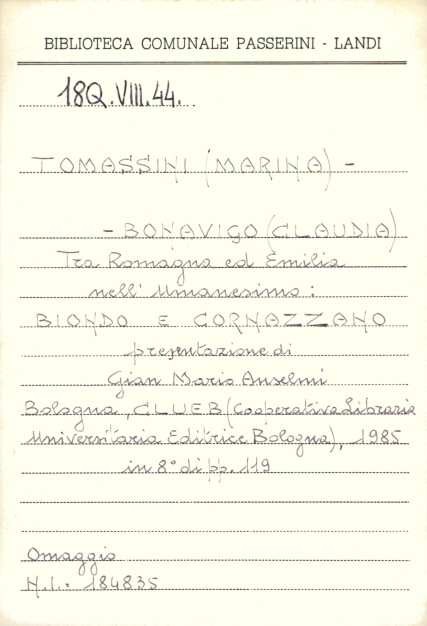 BIBLIOTECA COMUNALE PASSERINI - LANDI
18Q.VIII.44.
TOMASSINI (MARINA) -
- BONAVIGO (CLAUDIA)
Tra Romagna ed Emilia
nell' Umanesimo:
BIONDO E CORNAZZANO
presentazione di
Gian Mario Anselmi
Bologna, CLUEB (Cooperativa Libraria
Universitaria Editrice Bologna), 1985
in 8° di pp. 119
Omaggio
N.I.: 184835